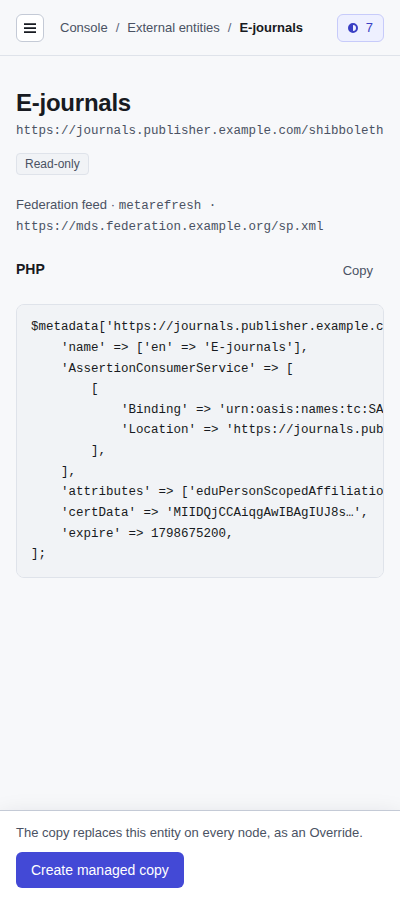 Console / External entities / E-journals
7
E-journals
https://journals.publisher.example.com/shibboleth
Read-only
Federation feed · metarefresh ·
https://mds.federation.example.org/sp.xml
PHP
Copy
$metadata['https://journals.publisher.example.c
    'name' => ['en' => 'E-journals'],
    'AssertionConsumerService' => [
        [
            'Binding' => 'urn:oasis:names:tc:SA
            'Location' => 'https://journals.pub
        ],
    ],
    'attributes' => ['eduPersonScopedAffiliatio
    'certData' => 'MIIDQjCCAiqgAwIBAgIUJ8s…',
    'expire' => 1798675200,
];
The copy replaces this entity on every node, as an Override.
Create managed copy